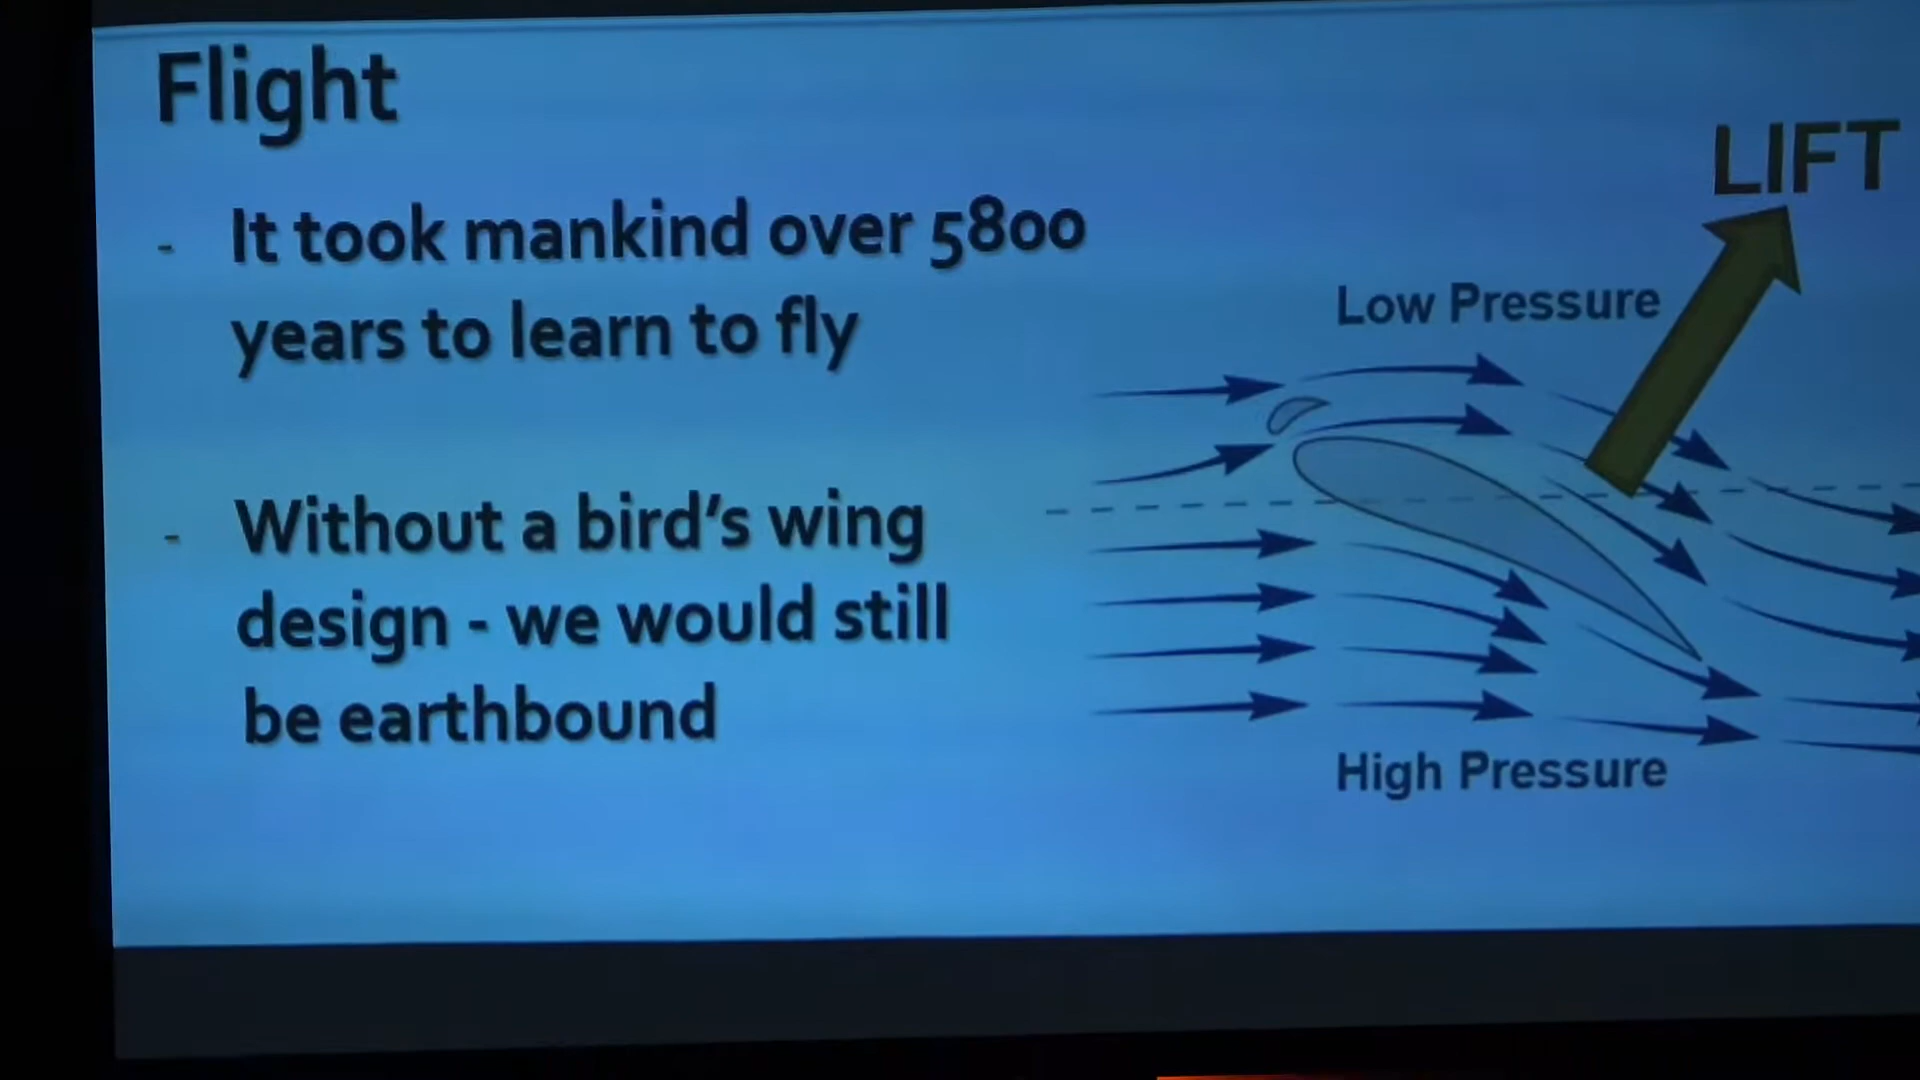 Flight
- It took mankind over 5800
years to learn to fly
- Without a bird's wing
design - we would still
be earthbound
LIFT
Low Pressure
High Pressure